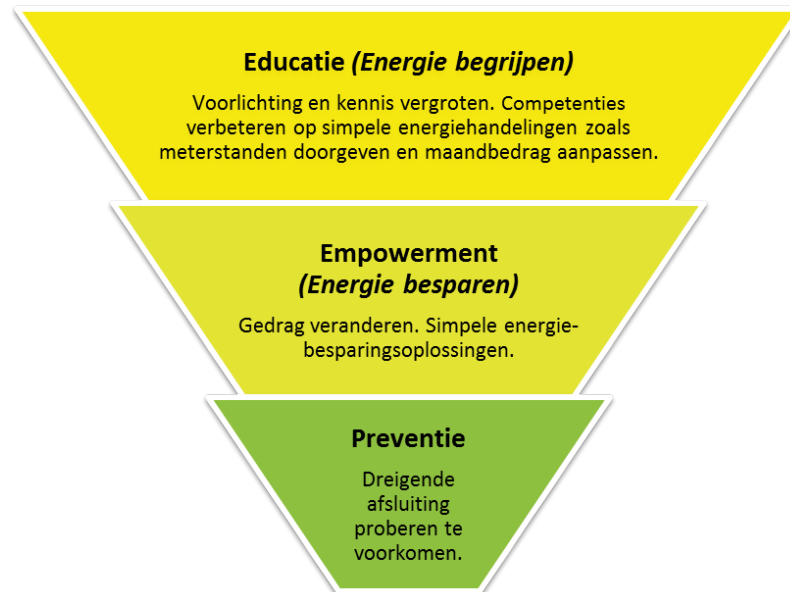 Educatie (Energie begrijpen)
Voorlichting en kennis vergroten. Competenties
verbeteren op simpele energiehandelingen zoals
meterstanden doorgeven en maandbedrag aanpassen.
Empowerment
(Energie besparen)
Gedrag veranderen. Simpele energie-
besparingsoplossingen.
Preventie
Dreigende
afsluiting
proberen te
voorkomen.